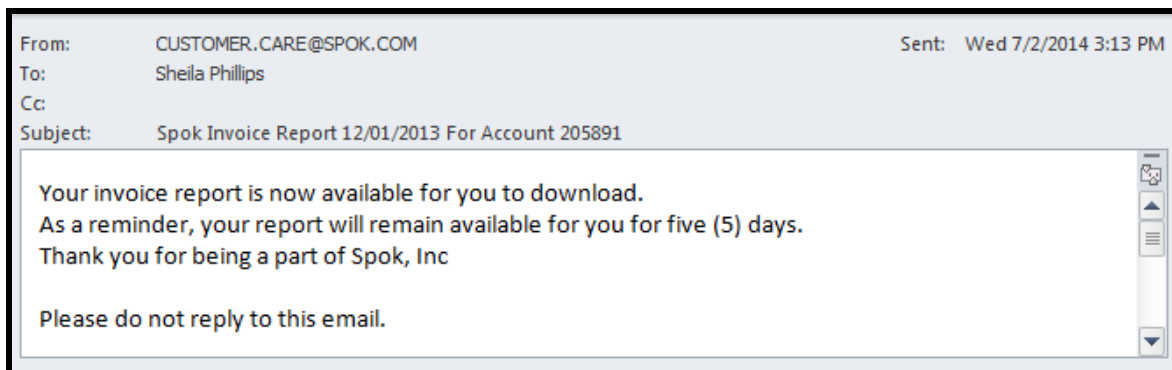 From: CUSTOMER.CARE@SPOK.COM Sent: Wed 7/2/2014 3:13 PM
To: Sheila Phillips
Cc:
Subject: Spok Invoice Report 12/01/2013 For Account 205891
Your invoice report is now available for you to download.
As a reminder, your report will remain available for you for five (5) days.
Thank you for being a part of Spok, Inc
Please do not reply to this email.